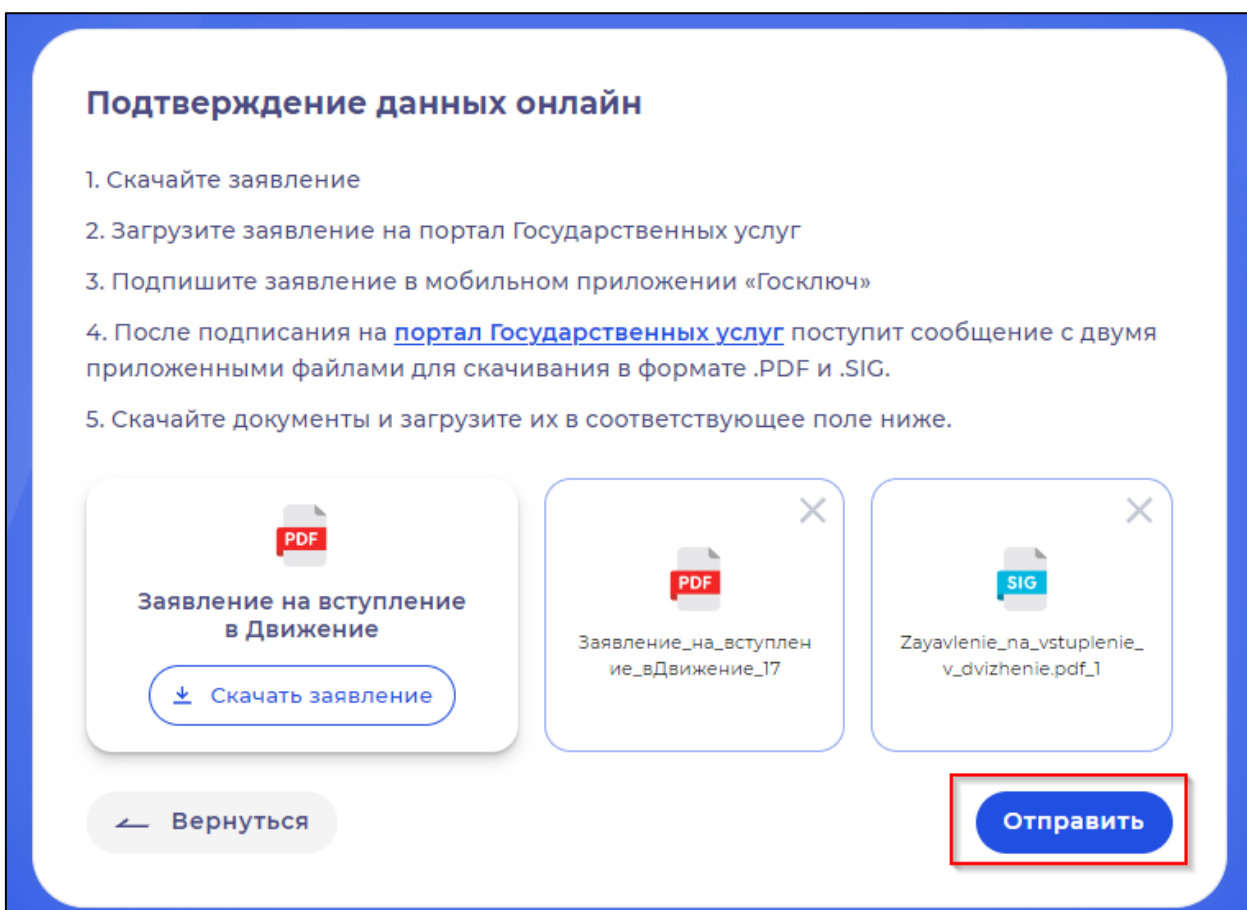 Подтверждение данных онлайн
1. Скачайте заявление
2. Загрузите заявление на портал Государственных услуг
3. Подпишите заявление в мобильном приложении «Госключ»
4. После подписания на портал Государственных услуг поступит сообщение с двумя
приложенными файлами для скачивания в формате .PDF и .SIG.
5. Скачайте документы и загрузите их в соответствующее поле ниже.
PDF
Заявление на вступление
в Движение
Скачать заявление
PDF
Заявление_на_вступлен
ие_вДвижение_17
SIG
Zayavlenie_na_vstuplenie_
v_dvizhenie.pdf_1
Вернуться
Отправить